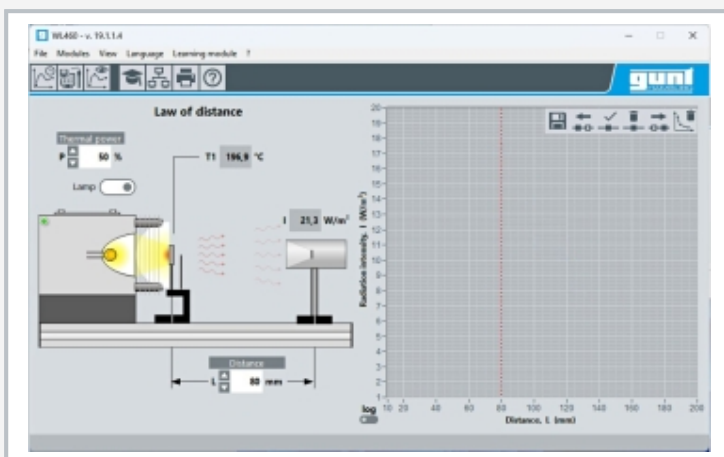 WL460 - v. 19.1.1.4
File Modules View Language Learning module ?
gunt
Law of distance
Thermal power
P 50 %
T1 196,9 °C
Lamp
I 21,3 W/m²
Distance
L 80 mm
Radiation intensity, I (W/m²)
20
19
18
17
16
15
14
13
12
11
10
9
8
7
6
5
4
3
2
1
log
10 20 40 60 80 100 120 140 160 180 200
Distance, L (mm)